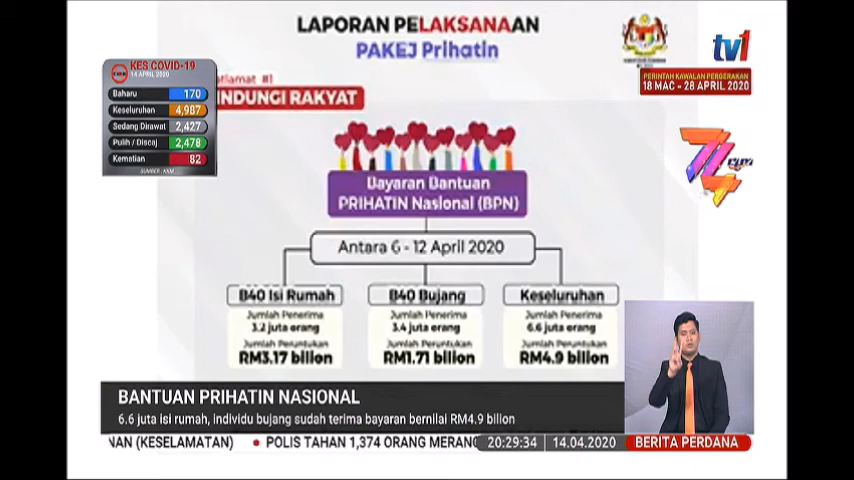 LAPORAN PELAKSANAAN
PAKEJ Prihatin
tv1
PERINTAH KAWALAN PERGERAKAN
18 MAC - 28 APRIL 2020
KES COVID-19
14 APRIL 2020
Baharu 170
Keseluruhan 4,987
Sedang Dirawat 2,427
Pulih / Discaj 2,478
Kematian 82
SUMBER : KKM
#1
INDUNGI RAKYAT
74
Bayaran Bantuan
PRIHATIN Nasional (BPN)
Antara 6 - 12 April 2020
B40 Isi Rumah
Jumlah Penerima
3.2 juta orang
Jumlah Peruntukan
RM3.17 bilion
B40 Bujang
Jumlah Penerima
3.4 juta orang
Jumlah Peruntukan
RM1.71 bilion
Keseluruhan
Jumlah Penerima
6.6 juta orang
Jumlah Peruntukan
RM4.9 bilion
BANTUAN PRIHATIN NASIONAL
6.6 juta isi rumah, individu bujang sudah terima bayaran bernilai RM4.9 bilion
NAN (KESELAMATAN) • POLIS TAHAN 1,374 ORANG MERANG 20:29:34 14.04.2020 BERITA PERDANA